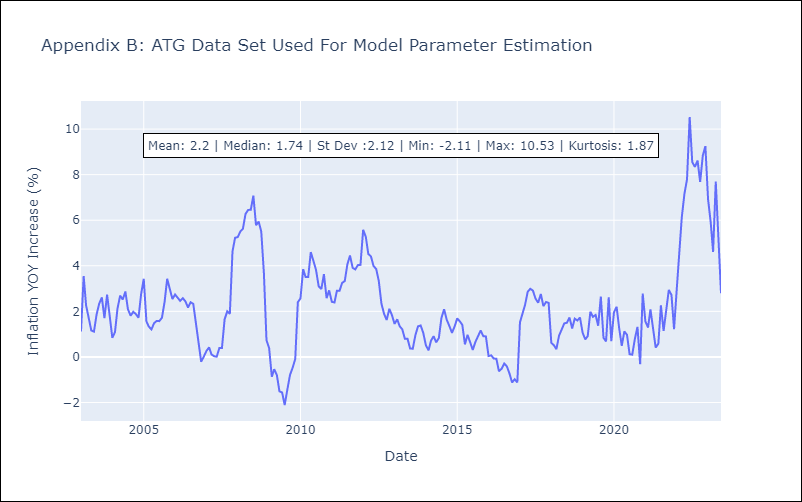 Appendix B: ATG Data Set Used For Model Parameter Estimation
Mean: 2.2 | Median: 1.74 | St Dev :2.12 | Min: -2.11 | Max: 10.53 | Kurtosis: 1.87
Inflation YOY Increase (%)
10
8
6
4
2
0
−2
2005
2010
2015
2020
Date